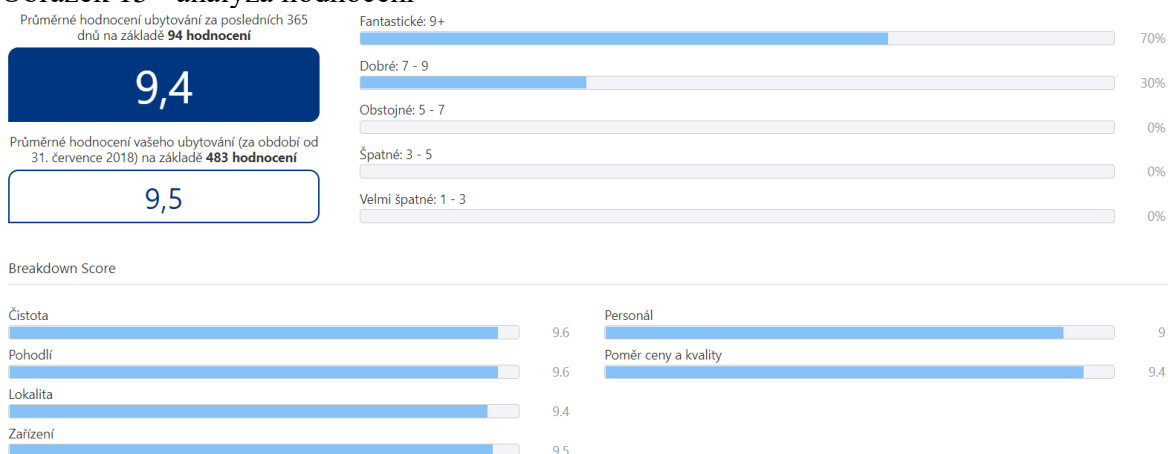 Obrázek 13 - analýza hodnocení
Průměrné hodnocení ubytování za posledních 365
dnů na základě 94 hodnocení
9,4
Průměrné hodnocení vašeho ubytování (za období od
31. července 2018) na základě 483 hodnocení
9,5
Fantastické: 9+
70%
Dobré: 7 - 9
30%
Obstojné: 5 - 7
0%
Špatné: 3 - 5
0%
Velmi špatné: 1 - 3
0%
Breakdown Score
Čistota
9.6
Pohodlí
9.6
Lokalita
9.4
Zařízení
9.5
Personál
9
Poměr ceny a kvality
9.4